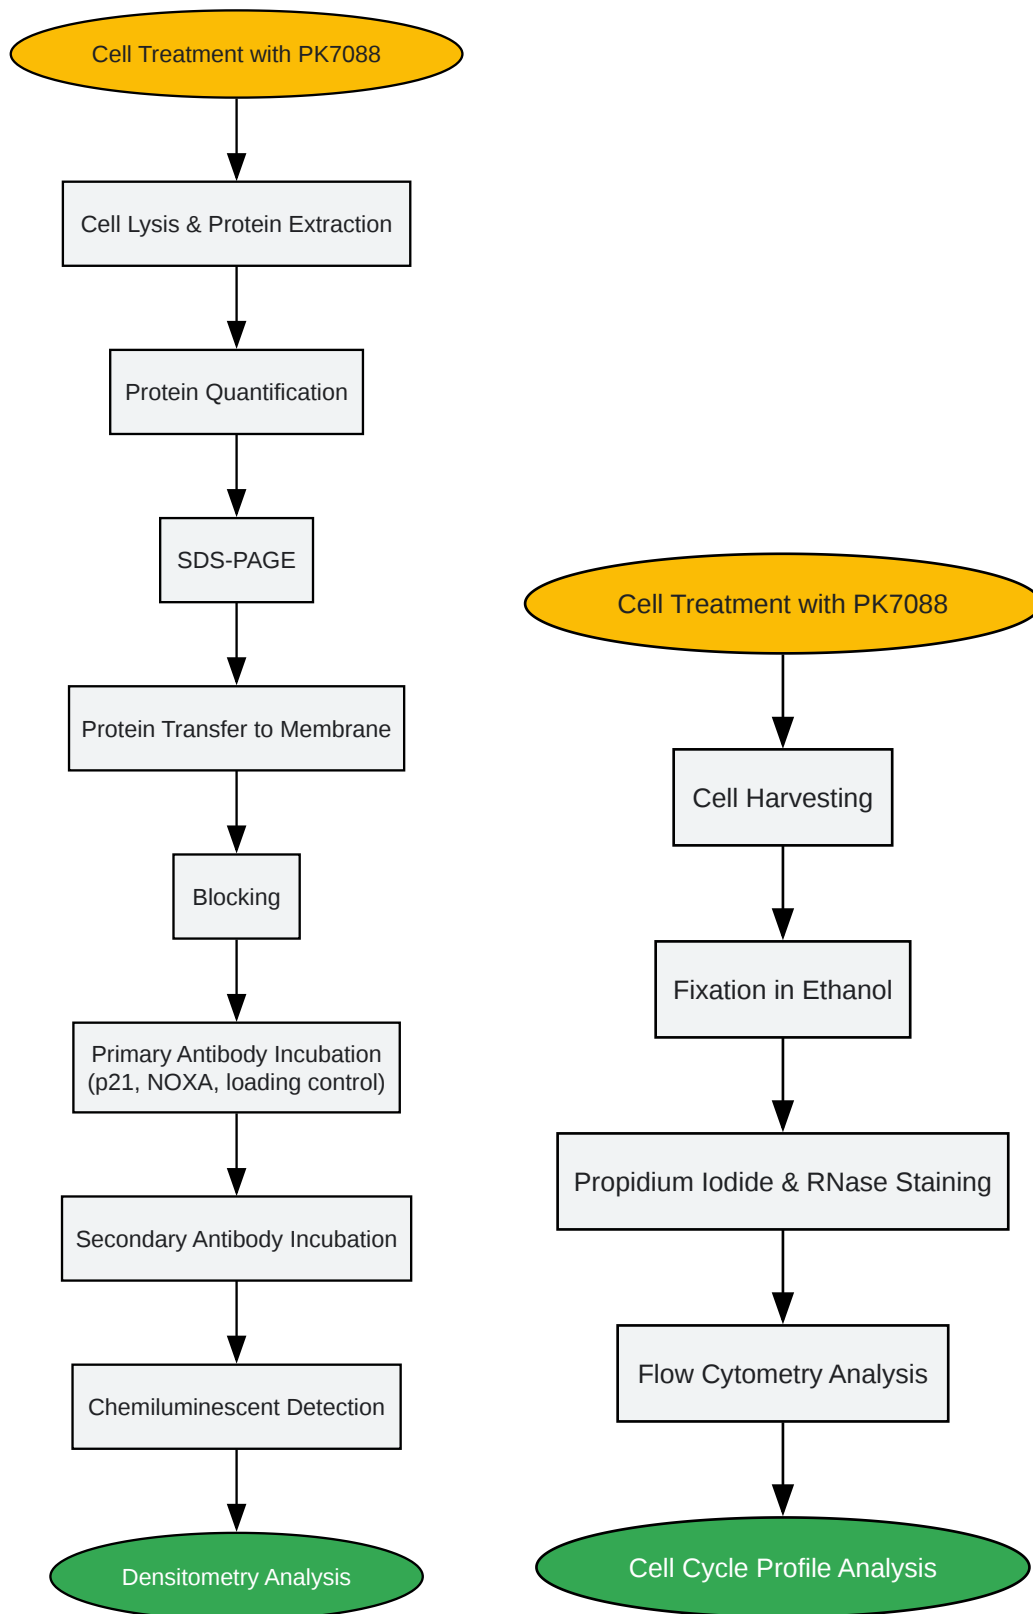 Cell Treatment with PK7088
Cell Lysis & Protein Extraction
Protein Quantification
SDS-PAGE
Protein Transfer to Membrane
Blocking
Primary Antibody Incubation
(p21, NOXA, loading control)
Secondary Antibody Incubation
Chemiluminescent Detection
Densitometry Analysis
Cell Treatment with PK7088
Cell Harvesting
Fixation in Ethanol
Propidium Iodide & RNase Staining
Flow Cytometry Analysis
Cell Cycle Profile Analysis